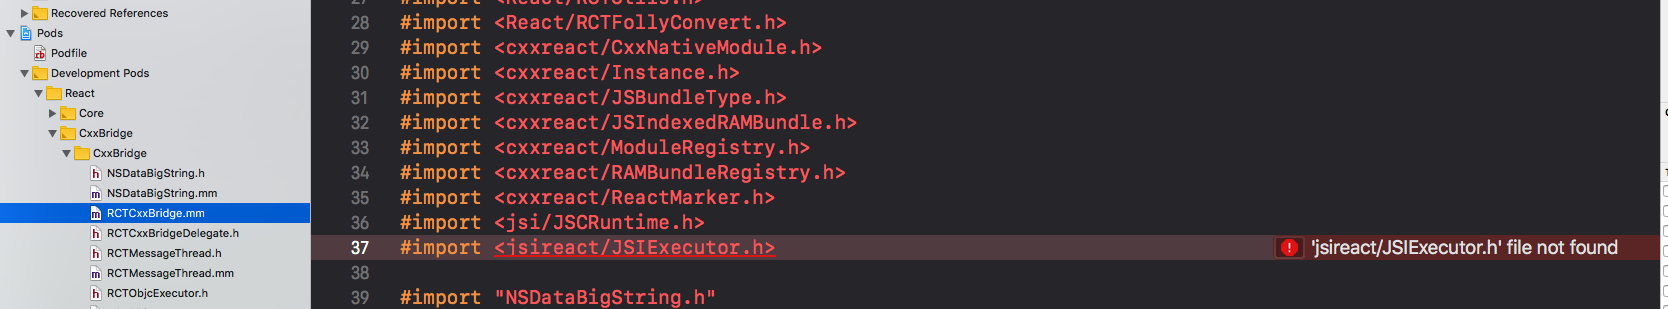 Recovered References
Pods
Podfile
Development Pods
React
Core
CxxBridge
CxxBridge
NSDataBigString.h
NSDataBigString.mm
RCTCxxBridge.mm
RCTCxxBridgeDelegate.h
RCTMessageThread.h
RCTMessageThread.mm
RCTObjcExecutor.h
27 #import <React/RCTUtils.h>
28 #import <React/RCTFollyConvert.h>
29 #import <cxxreact/CxxNativeModule.h>
30 #import <cxxreact/Instance.h>
31 #import <cxxreact/JSBundleType.h>
32 #import <cxxreact/JSIndexedRAMBundle.h>
33 #import <cxxreact/ModuleRegistry.h>
34 #import <cxxreact/RAMBundleRegistry.h>
35 #import <cxxreact/ReactMarker.h>
36 #import <jsi/JSCRuntime.h>
37 #import <jsireact/JSIExecutor.h> 'jsireact/JSIExecutor.h' file not found
38
39 #import "NSDataBigString.h"